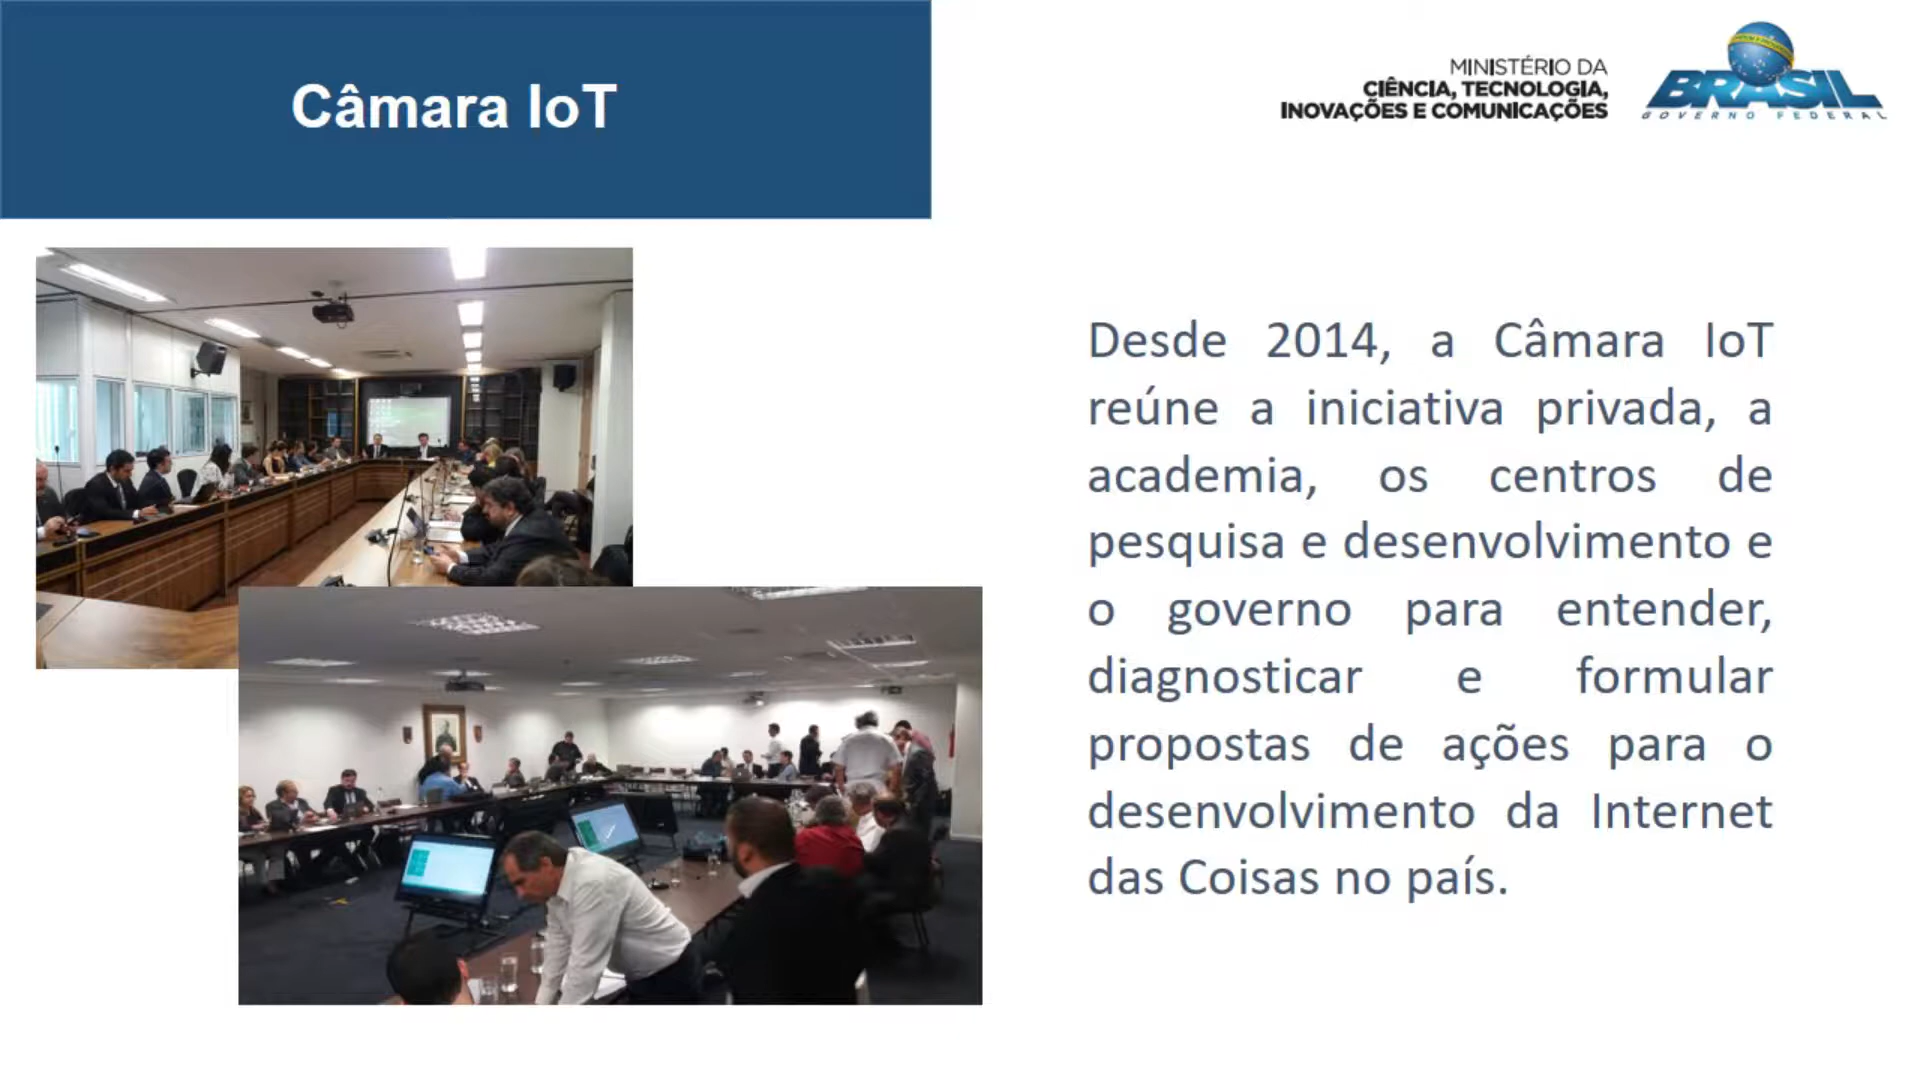 Câmara IoT
MINISTÉRIO DA
CIÊNCIA, TECNOLOGIA,
INOVAÇÕES E COMUNICAÇÕES
BRASIL
GOVERNO FEDERAL
Desde 2014, a Câmara IoT
reúne a iniciativa privada, a
academia, os centros de
pesquisa e desenvolvimento e
o governo para entender,
diagnosticar e formular
propostas de ações para o
desenvolvimento da Internet
das Coisas no país.